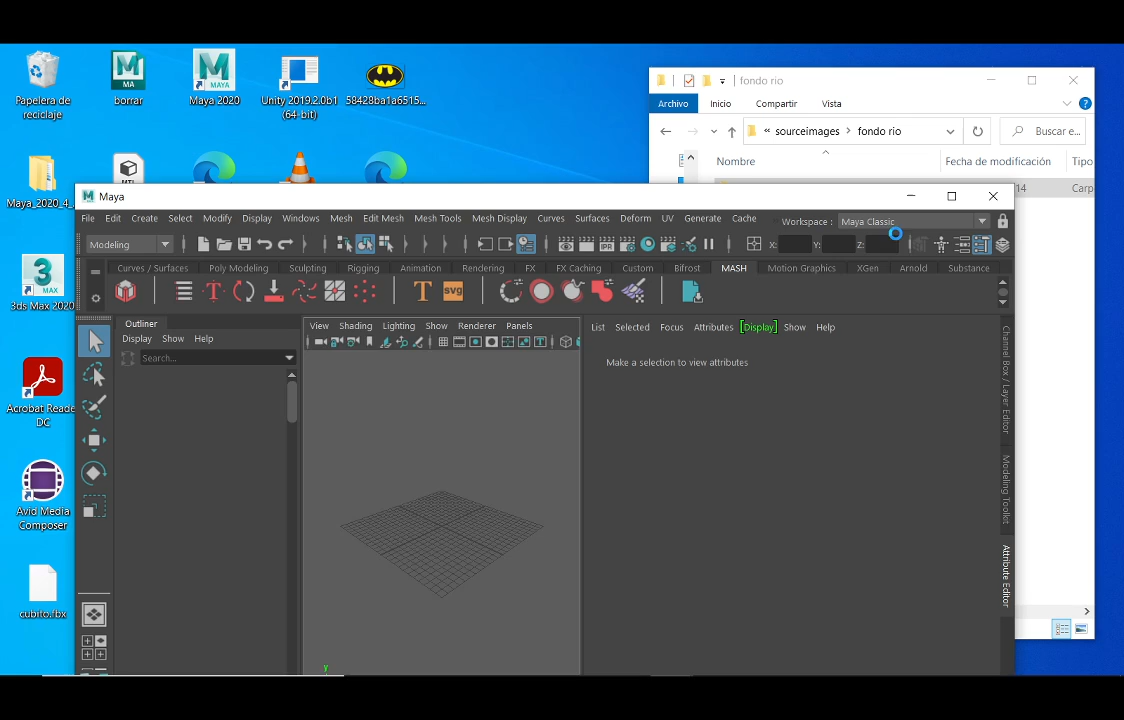 Papelera de
reciclaje
borrar
Maya 2020
Unity 2019.2.0b1
(64-bit)
58428ba1a6515...
fondo rio
Archivo
Inicio
Compartir
Vista
« sourceimages > fondo rio
Buscar e...
Nombre
Fecha de modificación
Tipo
14
Carp
Maya_2020_4_
Maya
File Edit Create Select Modify Display Windows Mesh Edit Mesh Mesh Tools Mesh Display Curves Surfaces Deform UV Generate Cache
Workspace : Maya Classic
Modeling
X:
Y:
Z:
Curves / Surfaces Poly Modeling Sculpting Rigging Animation Rendering FX FX Caching Custom Bifrost MASH Motion Graphics XGen Arnold Substance
3ds Max 2020
Outliner
Display Show Help
Search...
View Shading Lighting Show Renderer Panels
List Selected Focus Attributes [Display] Show Help
Make a selection to view attributes
Channel Box / Layer Editor
Modeling Toolkit
Attribute Editor
Acrobat Reade
DC
Avid Media
Composer
cubito.fbx
y